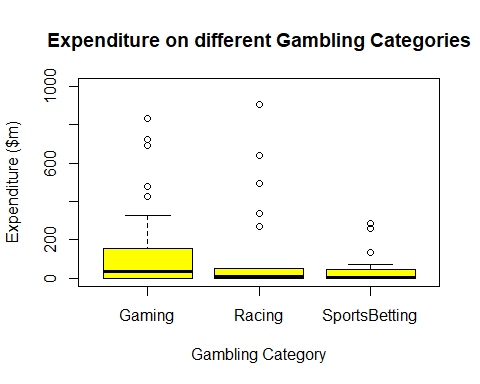 Expenditure on different Gambling Categories
Expenditure ($m)
1000
600
200
0
Gaming Racing SportsBetting
Gambling Category